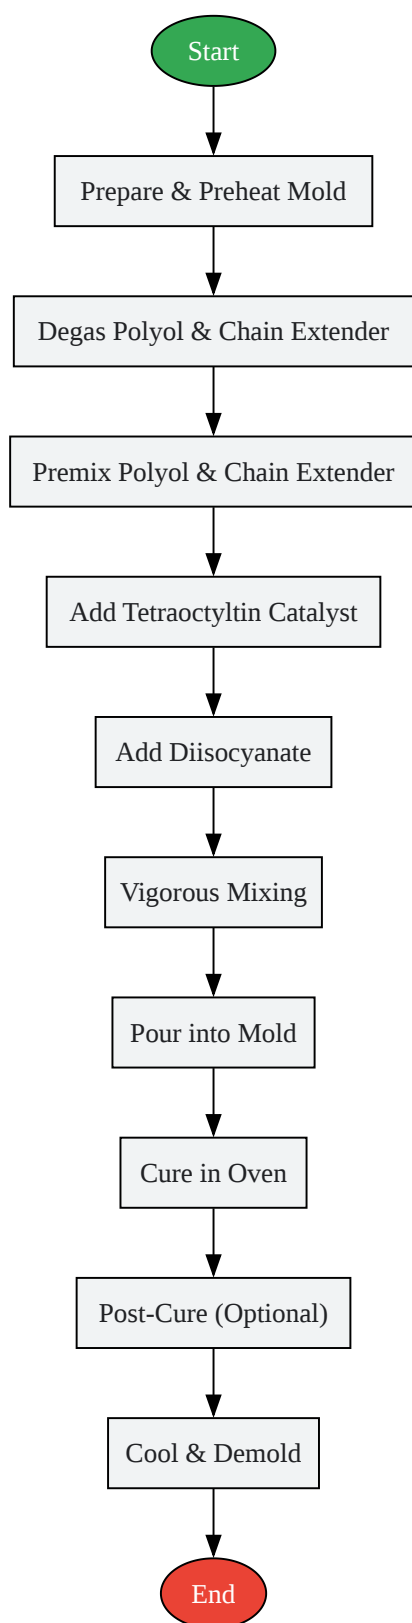 Start
Prepare & Preheat Mold
Degas Polyol & Chain Extender
Premix Polyol & Chain Extender
Add Tetraoctyltin Catalyst
Add Diisocyanate
Vigorous Mixing
Pour into Mold
Cure in Oven
Post-Cure (Optional)
Cool & Demold
End